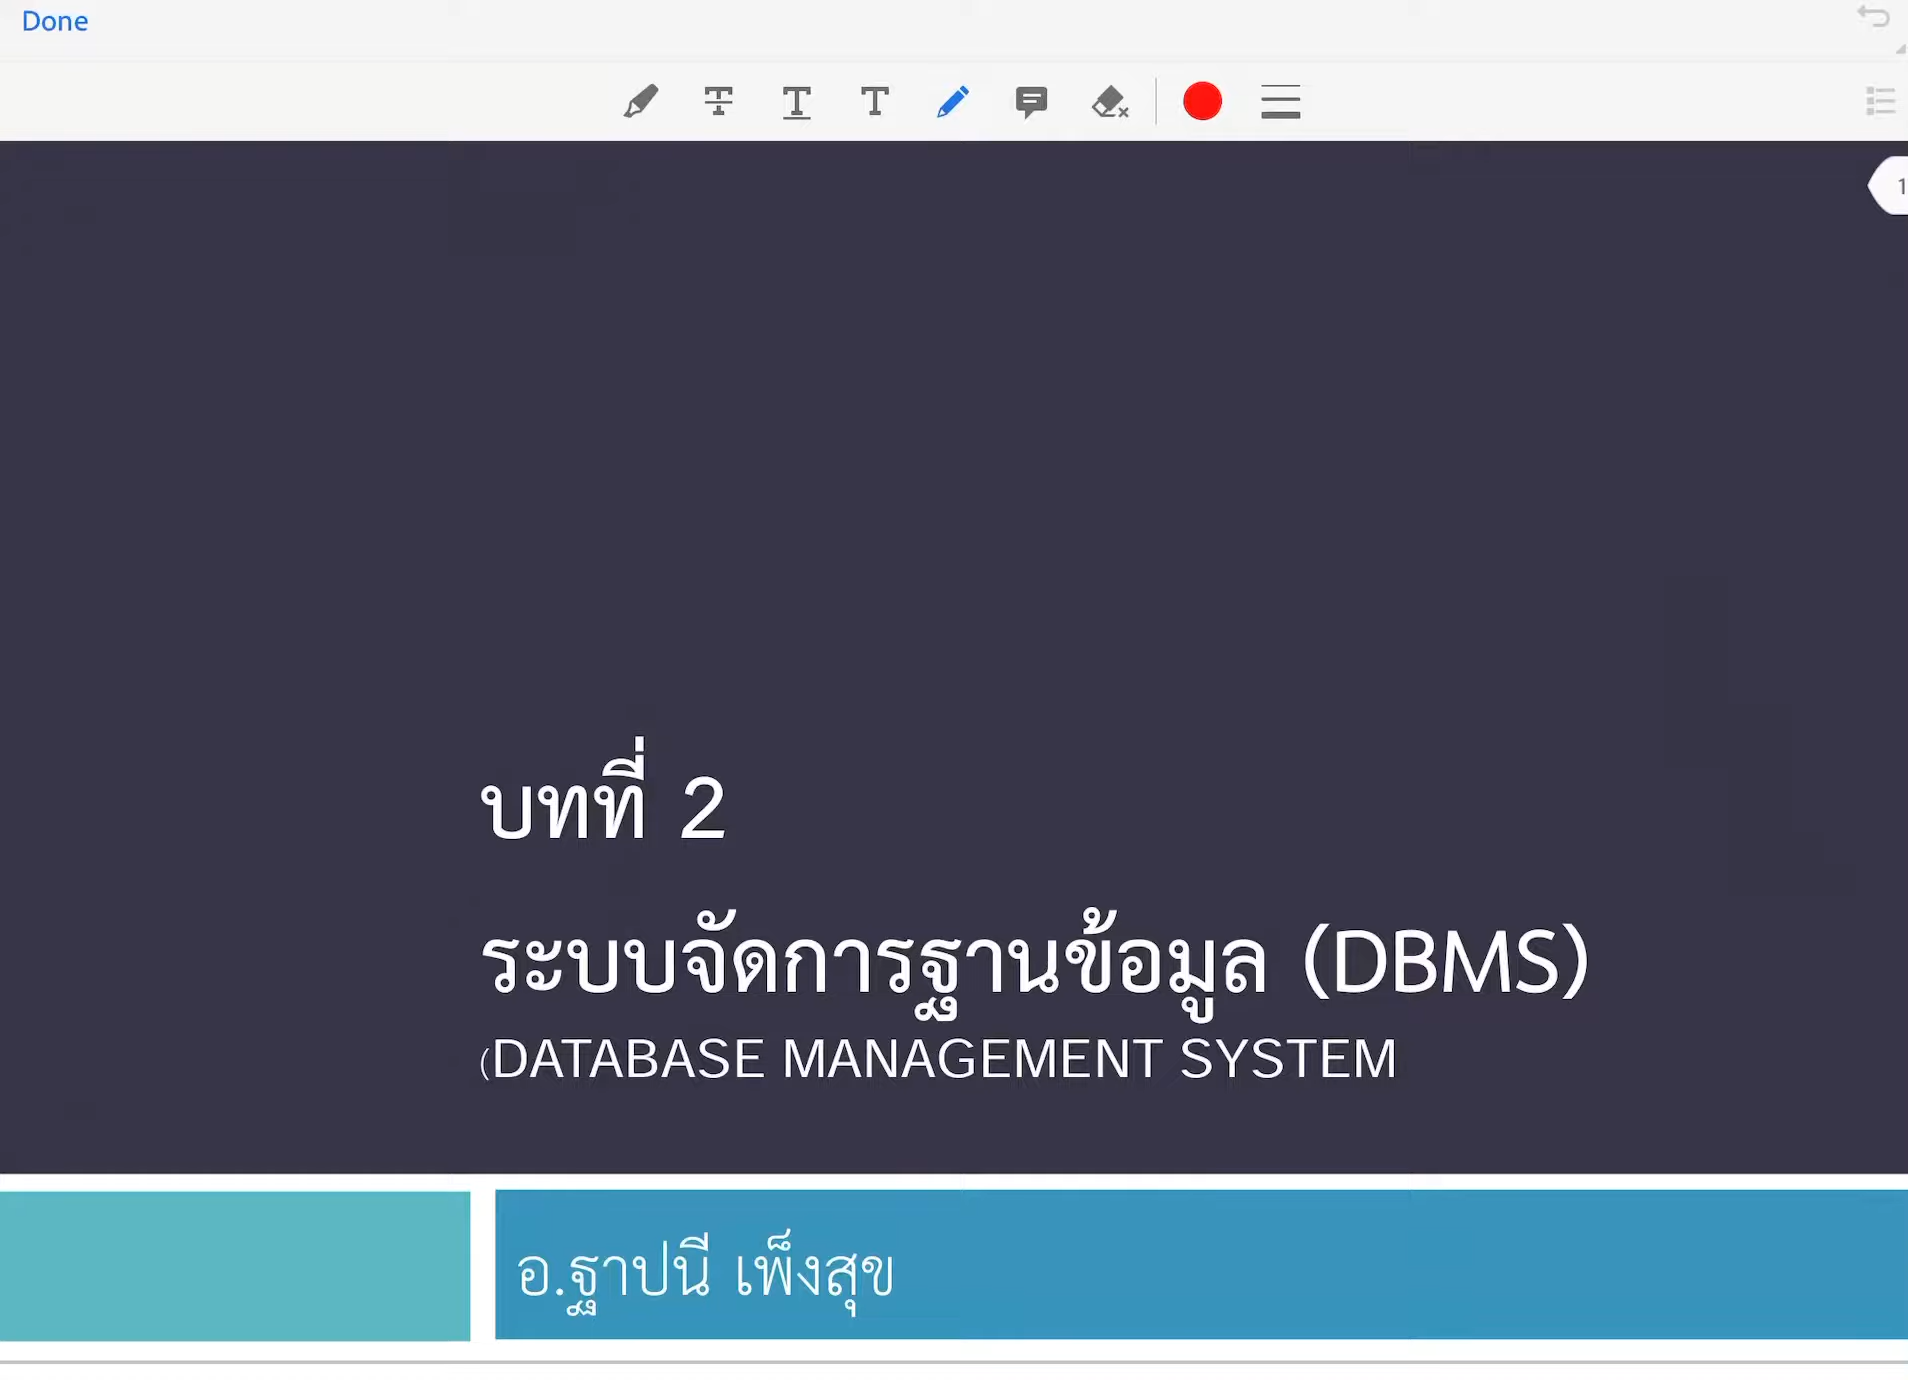 Done
1
บทที่ 2
ระบบจัดการฐานข้อมูล (DBMS)
(DATABASE MANAGEMENT SYSTEM
อ.ฐาปนี เพ็งสุข